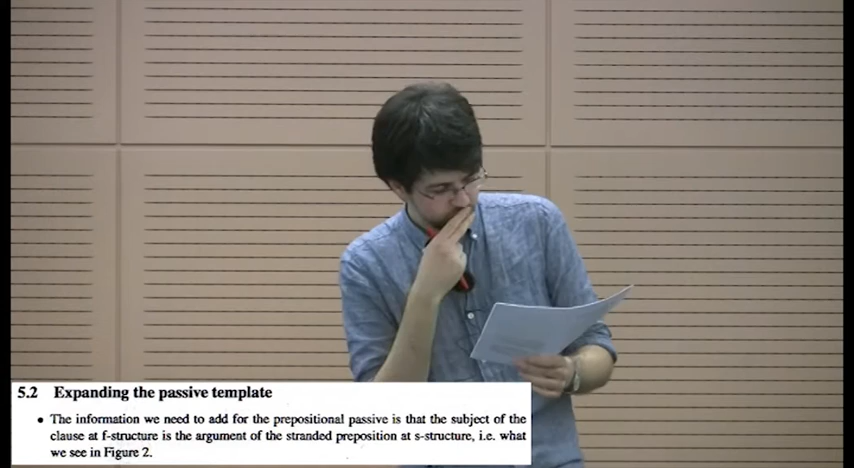 5.2 Expanding the passive template
• The information we need to add for the prepositional passive is that the subject of the
clause at f-structure is the argument of the stranded preposition at s-structure, i.e. what
we see in Figure 2.